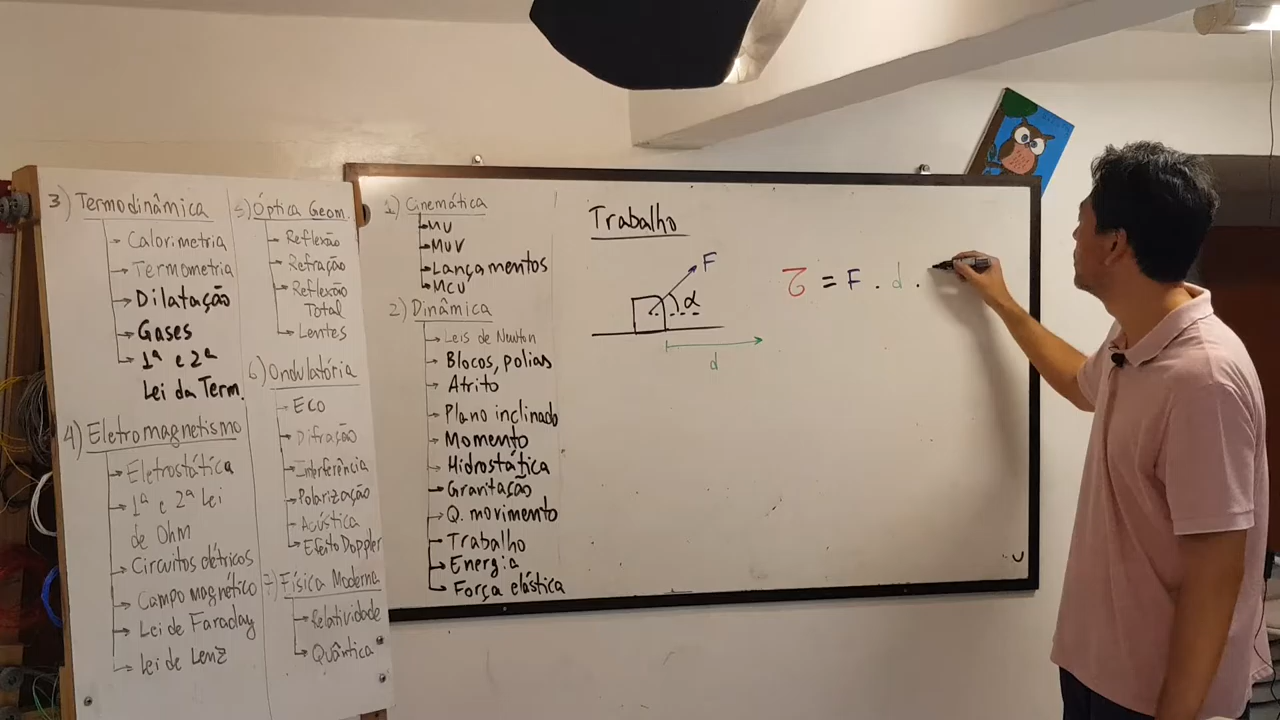 3) Termodinâmica
Calorimetria
Termometria
Dilatação
Gases
1ª e 2ª
Lei da Term.
4) Eletromagnetismo
Eletrostática
1ª e 2ª Lei
de Ohm
Circuitos elétricos
Campo magnético
Lei de Faraday
Lei de Lenz
5) Óptica Geom.
Reflexão
Refração
Reflexão
Total
Lentes
6) Ondulatória
Eco
Difração
Interferência
Polarização
Acústica
Efeito Doppler
7) Física Moderna
Relatividade
Quântica
1) Cinemática
MU
MUV
Lançamentos
MCU
2) Dinâmica
Leis de Newton
Blocos, polias
Atrito
Plano inclinado
Momento
Hidrostática
Gravitação
Q. movimento
Trabalho
Energia
Força elástica
Trabalho
F
α
d
τ = F . d .